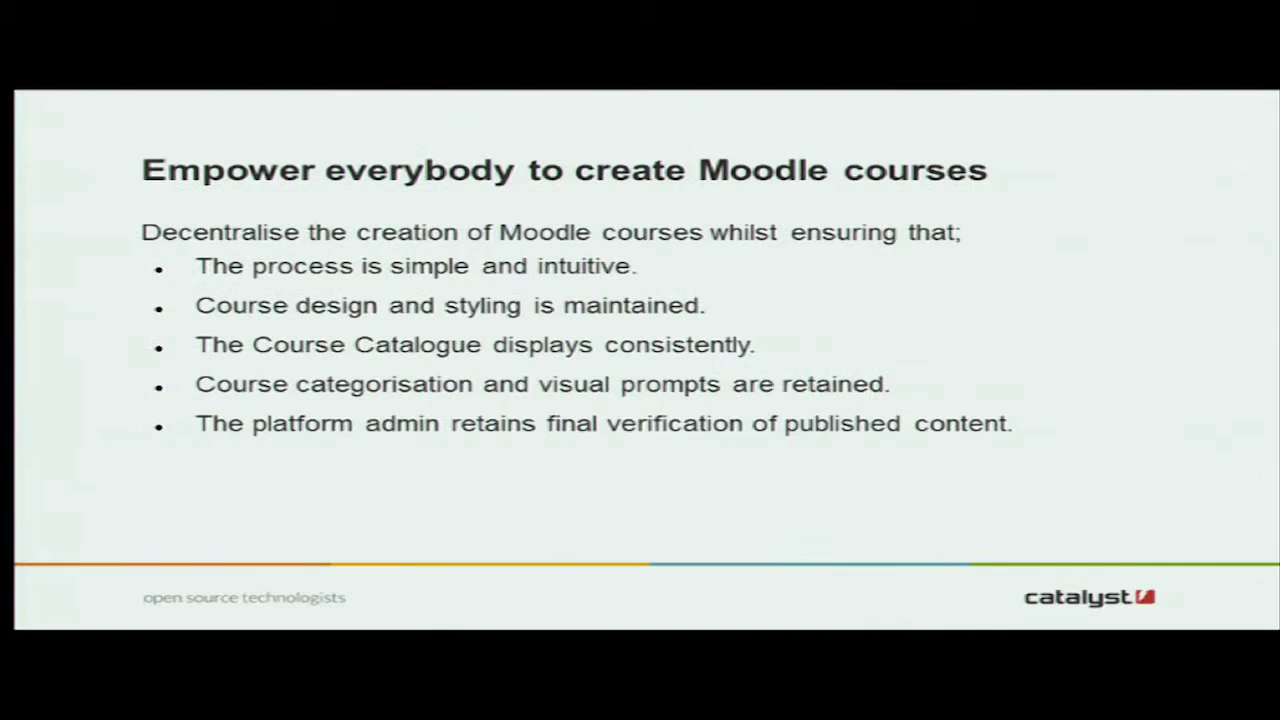 Empower everybody to create Moodle courses
Decentralise the creation of Moodle courses whilst ensuring that;
• The process is simple and intuitive.
• Course design and styling is maintained.
• The Course Catalogue displays consistently.
• Course categorisation and visual prompts are retained.
• The platform admin retains final verification of published content.
open source technologists
catalyst